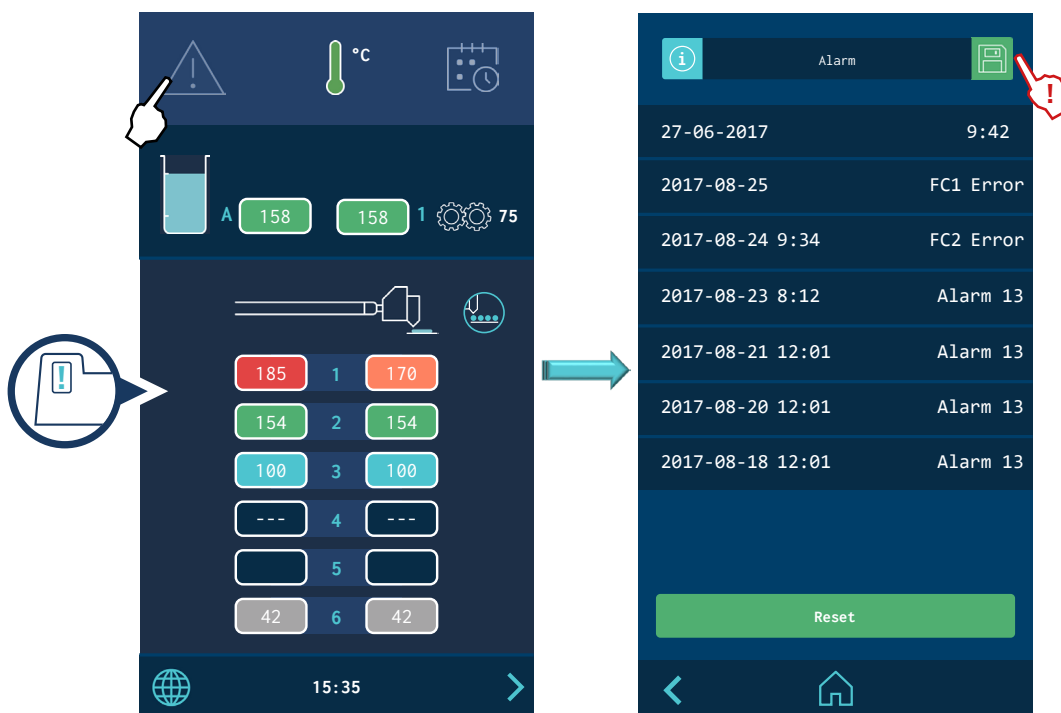 °C
A 158 158 1 75
185 1 170
154 2 154
100 3 100
--- 4 ---
5
42 6 42
15:35
!
i Alarm
!
27-06-2017 9:42
2017-08-25 FC1 Error
2017-08-24 9:34 FC2 Error
2017-08-23 8:12 Alarm 13
2017-08-21 12:01 Alarm 13
2017-08-20 12:01 Alarm 13
2017-08-18 12:01 Alarm 13
Reset